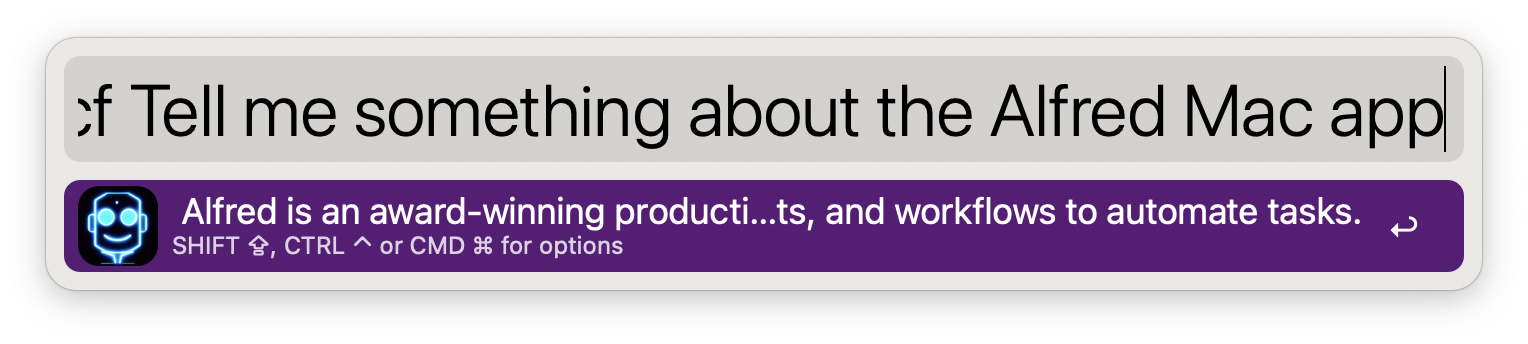 cf Tell me something about the Alfred Mac app
Alfred is an award-winning producti...ts, and workflows to automate tasks.
SHIFT ⇪, CTRL ^ or CMD ⌘ for options